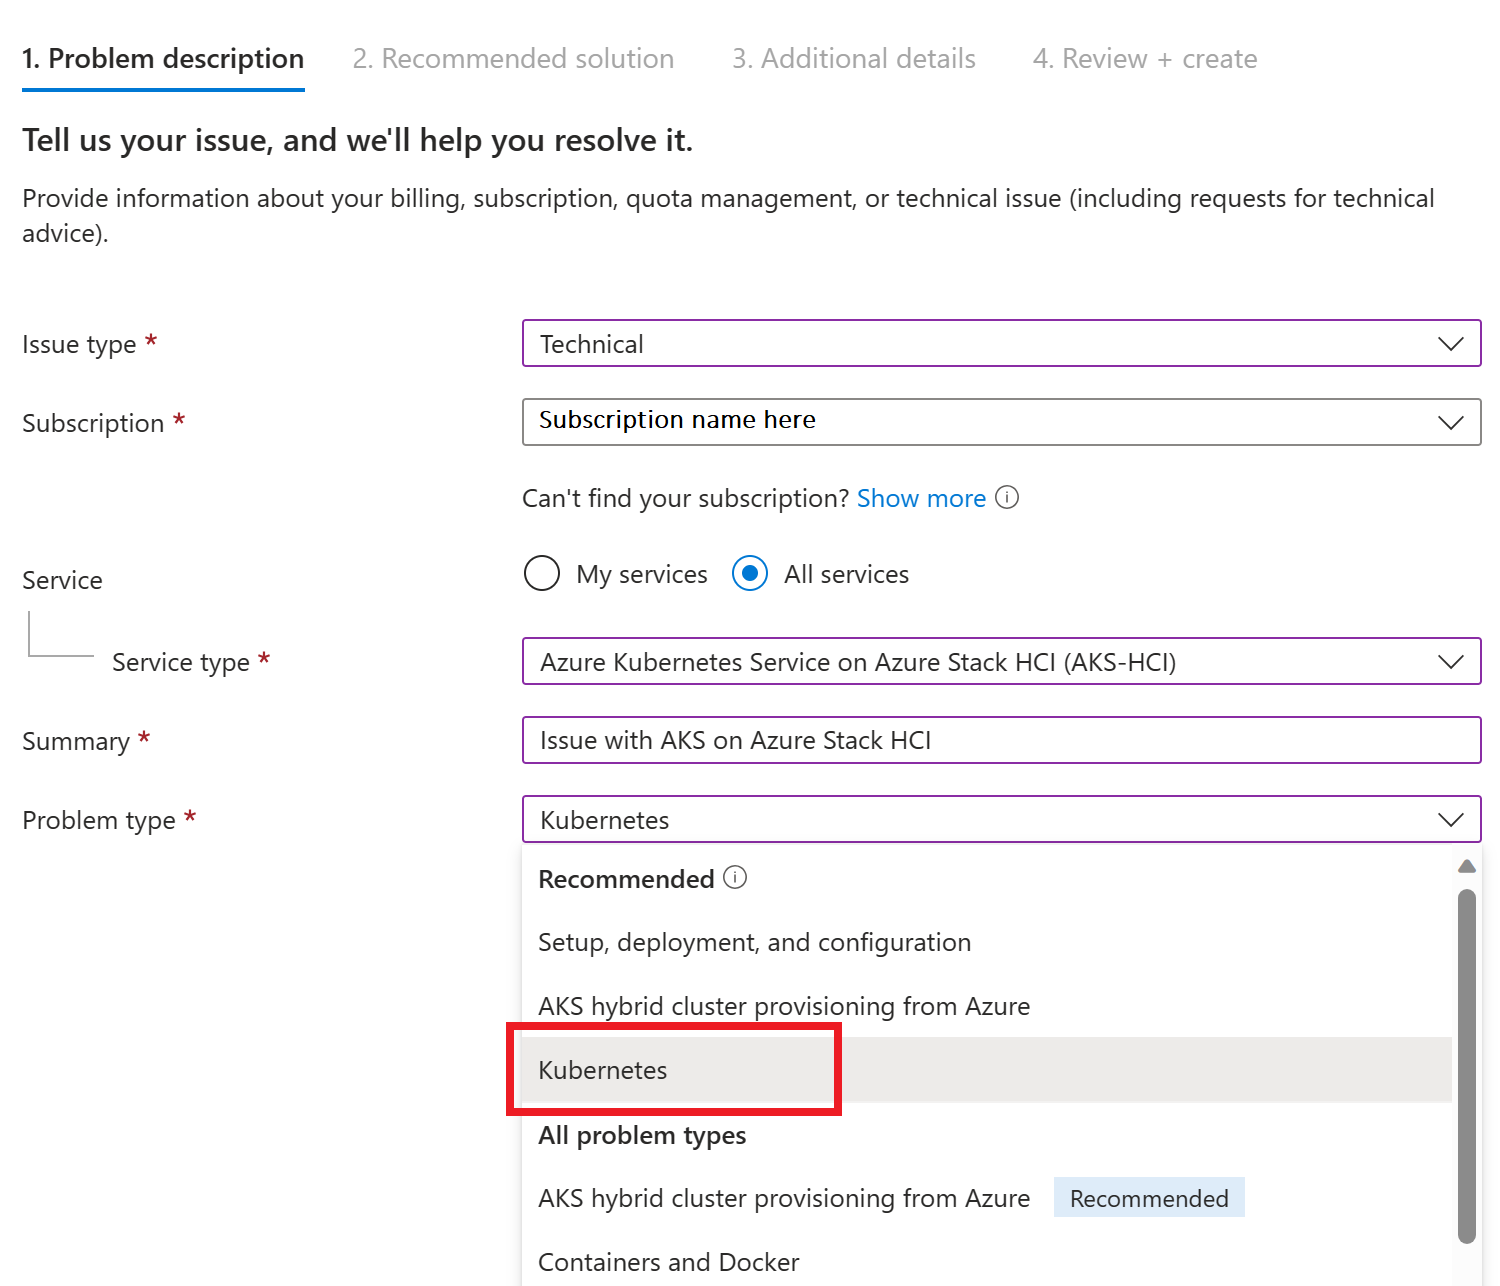 1. Problem description 2. Recommended solution 3. Additional details 4. Review + create
Tell us your issue, and we'll help you resolve it.
Provide information about your billing, subscription, quota management, or technical issue (including requests for technical
advice).
Issue type * Technical
Subscription * Subscription name here
Can't find your subscription? Show more
Service My services All services
Service type * Azure Kubernetes Service on Azure Stack HCI (AKS-HCI)
Summary * Issue with AKS on Azure Stack HCI
Problem type * Kubernetes
Recommended
Setup, deployment, and configuration
AKS hybrid cluster provisioning from Azure
Kubernetes
All problem types
AKS hybrid cluster provisioning from Azure Recommended
Containers and Docker